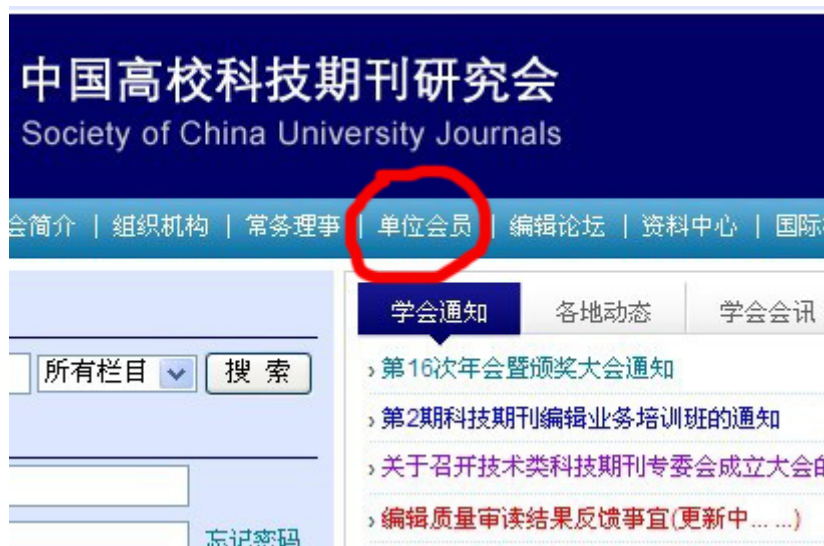 中国高校科技期刊研究会
Society of China University Journals
会简介 | 组织机构 | 常务理事 | 单位会员 | 编辑论坛 | 资料中心 | 国际
学会通知 各地动态 学会会讯
所有栏目 搜 索
›第16次年会暨颁奖大会通知
›第2期科技期刊编辑业务培训班的通知
›关于召开技术类科技期刊专委会成立大会的
›编辑质量审读结果反馈事宜(更新中... ...)
忘记密码